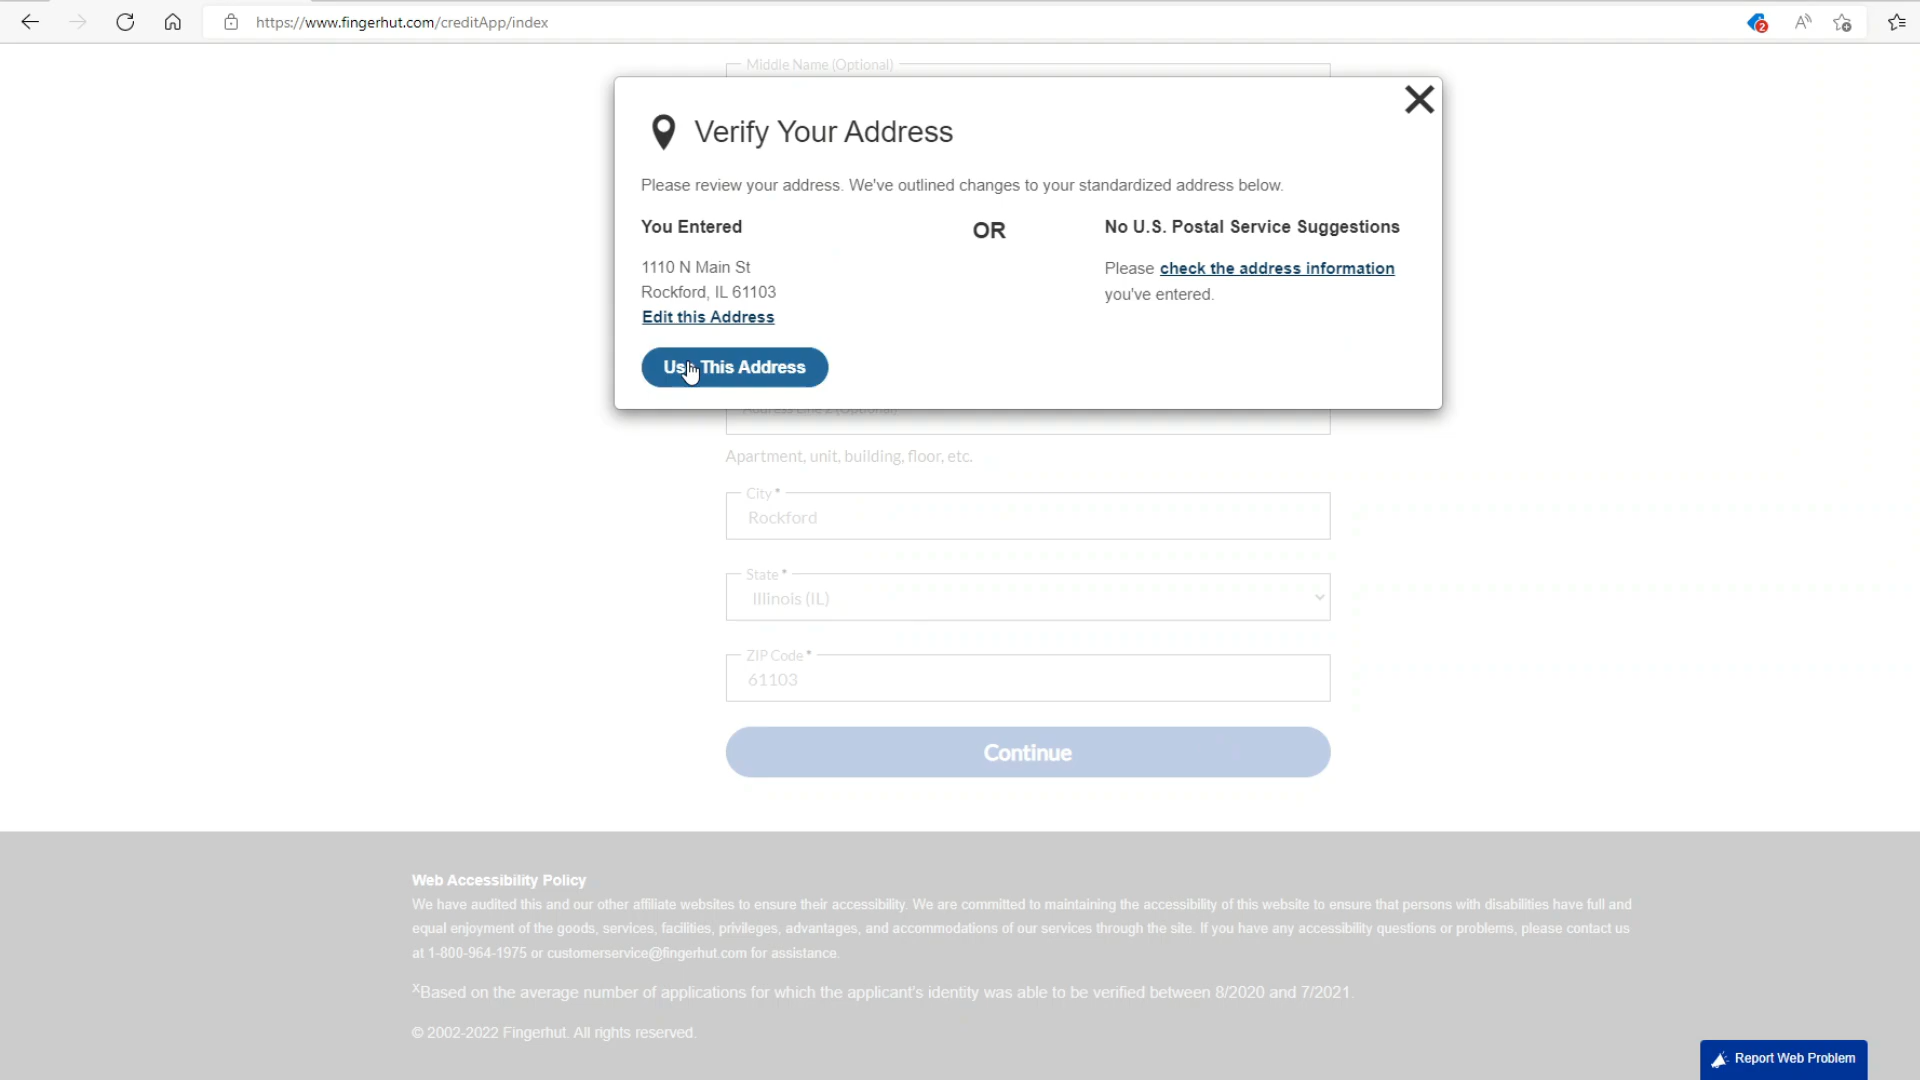 https://www.fingerhut.com/creditApp/index
2
Middle Name (Optional)
Verify Your Address
Please review your address. We've outlined changes to your standardized address below.
You Entered
OR
No U.S. Postal Service Suggestions
1110 N Main St
Rockford, IL 61103
Edit this Address
Please check the address information
you've entered.
Use This Address
Address Line 2 (Optional)
Apartment, unit, building, floor, etc.
City *
Rockford
State *
Illinois (IL)
ZIP Code *
61103
Continue
Web Accessibility Policy
We have audited this and our other affiliate websites to ensure their accessibility. We are committed to maintaining the accessibility of this website to ensure that persons with disabilities have full and
equal enjoyment of the goods, services, facilities, privileges, advantages, and accommodations of our services through the site. If you have any accessibility questions or problems, please contact us
at 1-800-964-1975 or customerservice@fingerhut.com for assistance.
XBased on the average number of applications for which the applicant's identity was able to be verified between 8/2020 and 7/2021.
© 2002-2022 Fingerhut. All rights reserved.
Report Web Problem